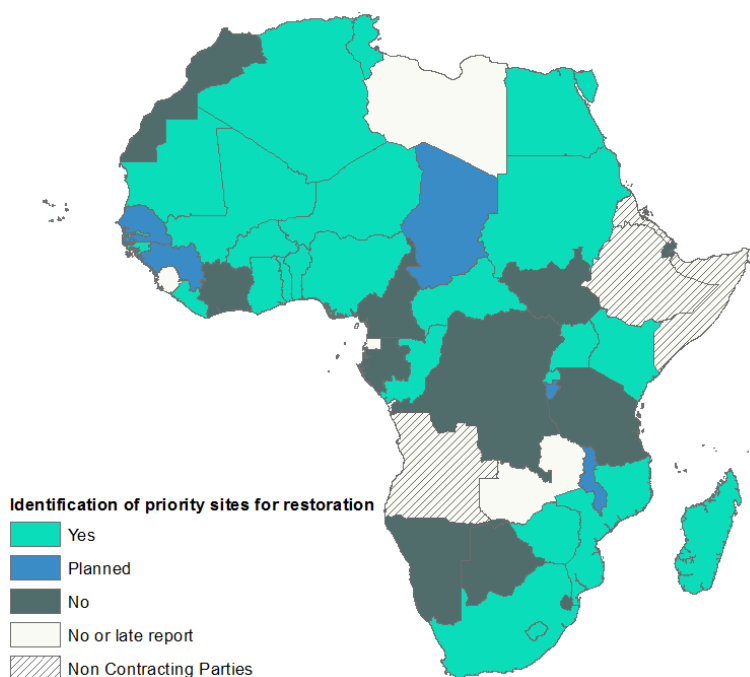 Identification of priority sites for restoration
Yes
Planned
No
No or late report
Non Contracting Parties